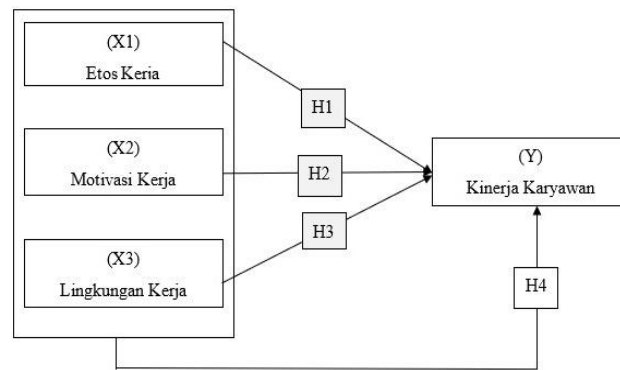 (X1)
Etos Kerja
H1
(X2)
Motivasi Kerja
H2
(Y)
Kinerja Karyawan
H3
(X3)
Lingkungan Kerja
H4